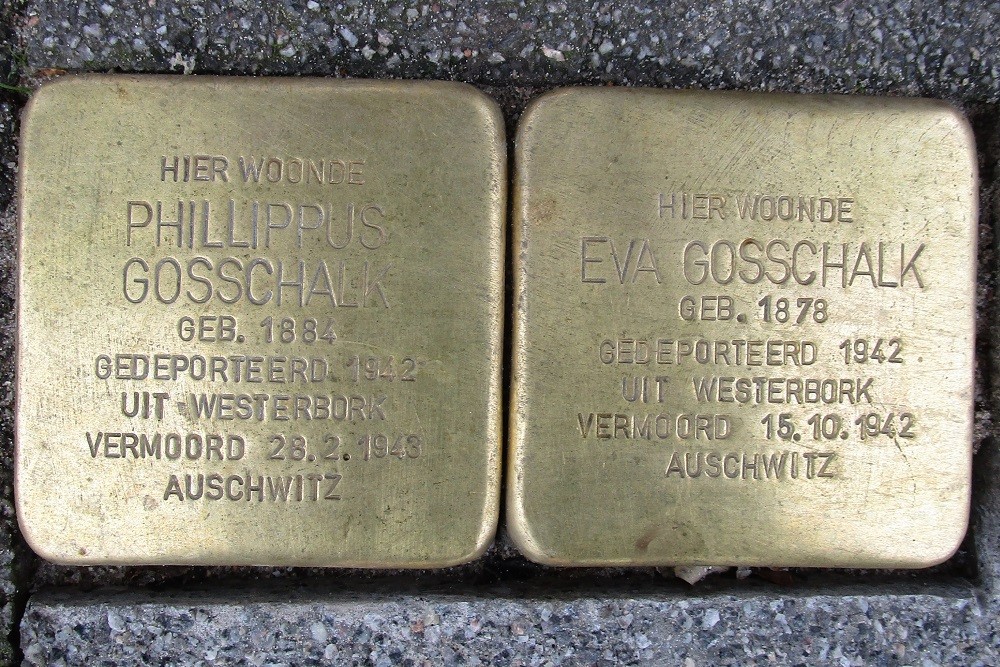 HIER WOONDE
PHILLIPPUS
GOSSCHALK
GEB. 1884
GEDEPORTEERD 1942
UIT WESTERBORK
VERMOORD 28.2.1943
AUSCHWITZ
HIER WOONDE
EVA GOSSCHALK
GEB. 1878
GEDEPORTEERD 1942
UIT WESTERBORK
VERMOORD 15.10.1942
AUSCHWITZ